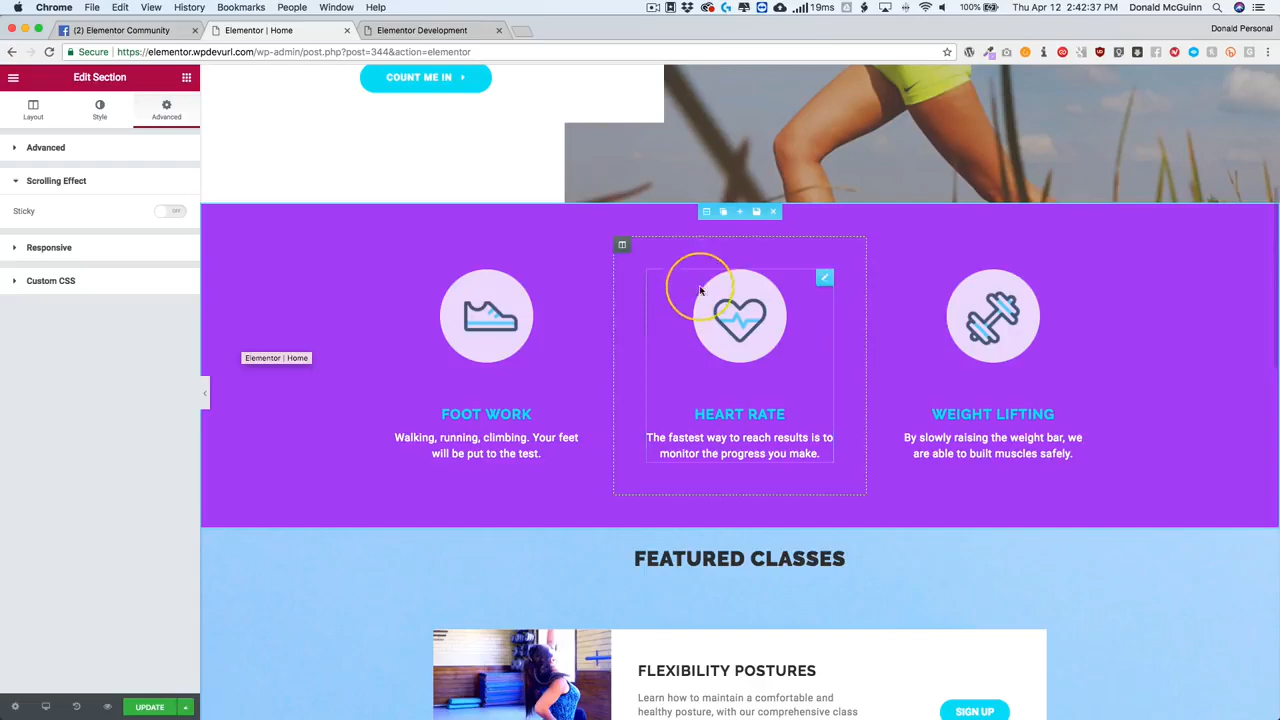 Chrome File Edit View History Bookmarks People Window Help 19ms 100% Thu Apr 12 2:42:37 PM Donald McGuinn
(2) Elementor Community
Elementor | Home
Elementor Development
Donald Personal
Secure | https://elementor.wpdevurl.com/wp-admin/post.php?post=344&action=elementor
Edit Section
Layout
Style
Advanced
Advanced
Scrolling Effect
Sticky
OFF
Responsive
Custom CSS
Elementor | Home
UPDATE
COUNT ME IN
FOOT WORK
Walking, running, climbing. Your feet
will be put to the test.
HEART RATE
The fastest way to reach results is to
monitor the progress you make.
WEIGHT LIFTING
By slowly raising the weight bar, we
are able to built muscles safely.
FEATURED CLASSES
FLEXIBILITY POSTURES
Learn how to maintain a comfortable and
healthy posture, with our comprehensive class
SIGN UP